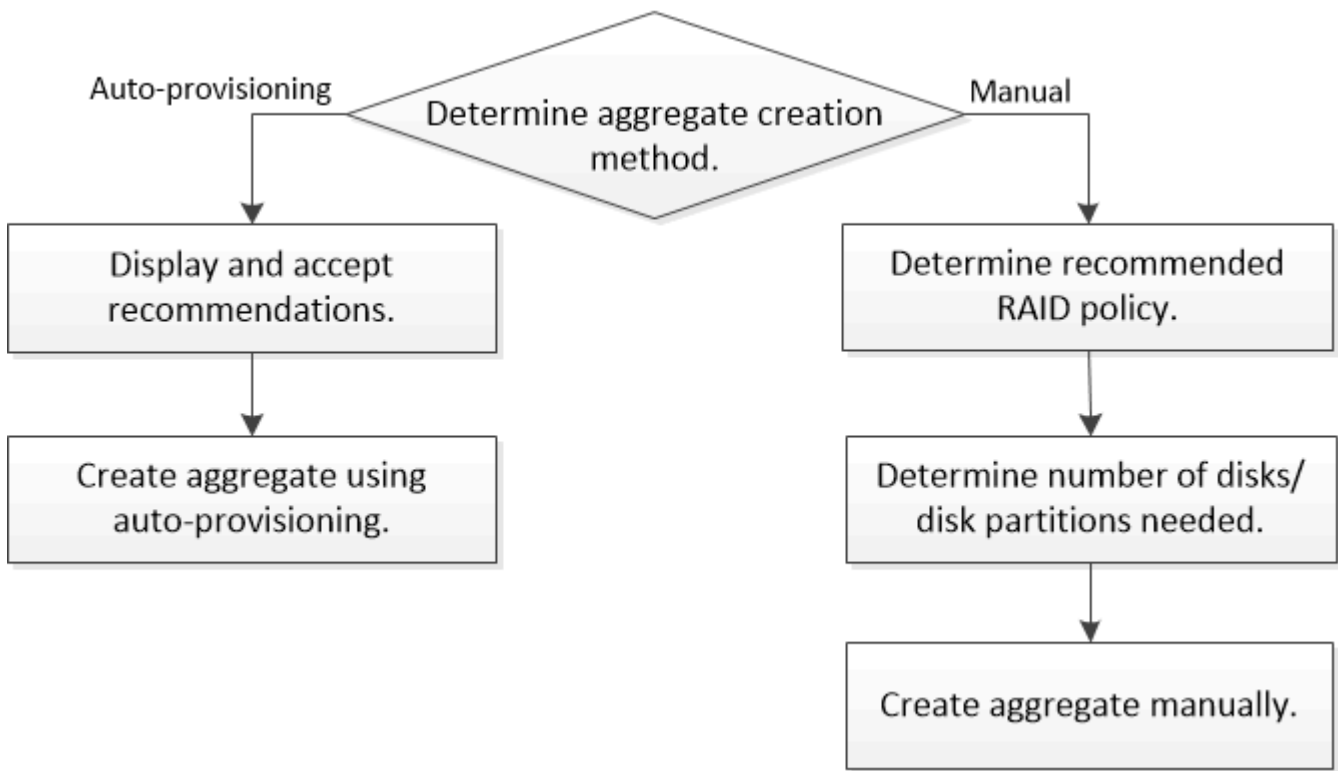 Auto-provisioning
Determine aggregate creation
method.
Manual
Display and accept
recommendations.
Create aggregate using
auto-provisioning.
Determine recommended
RAID policy.
Determine number of disks/
disk partitions needed.
Create aggregate manually.